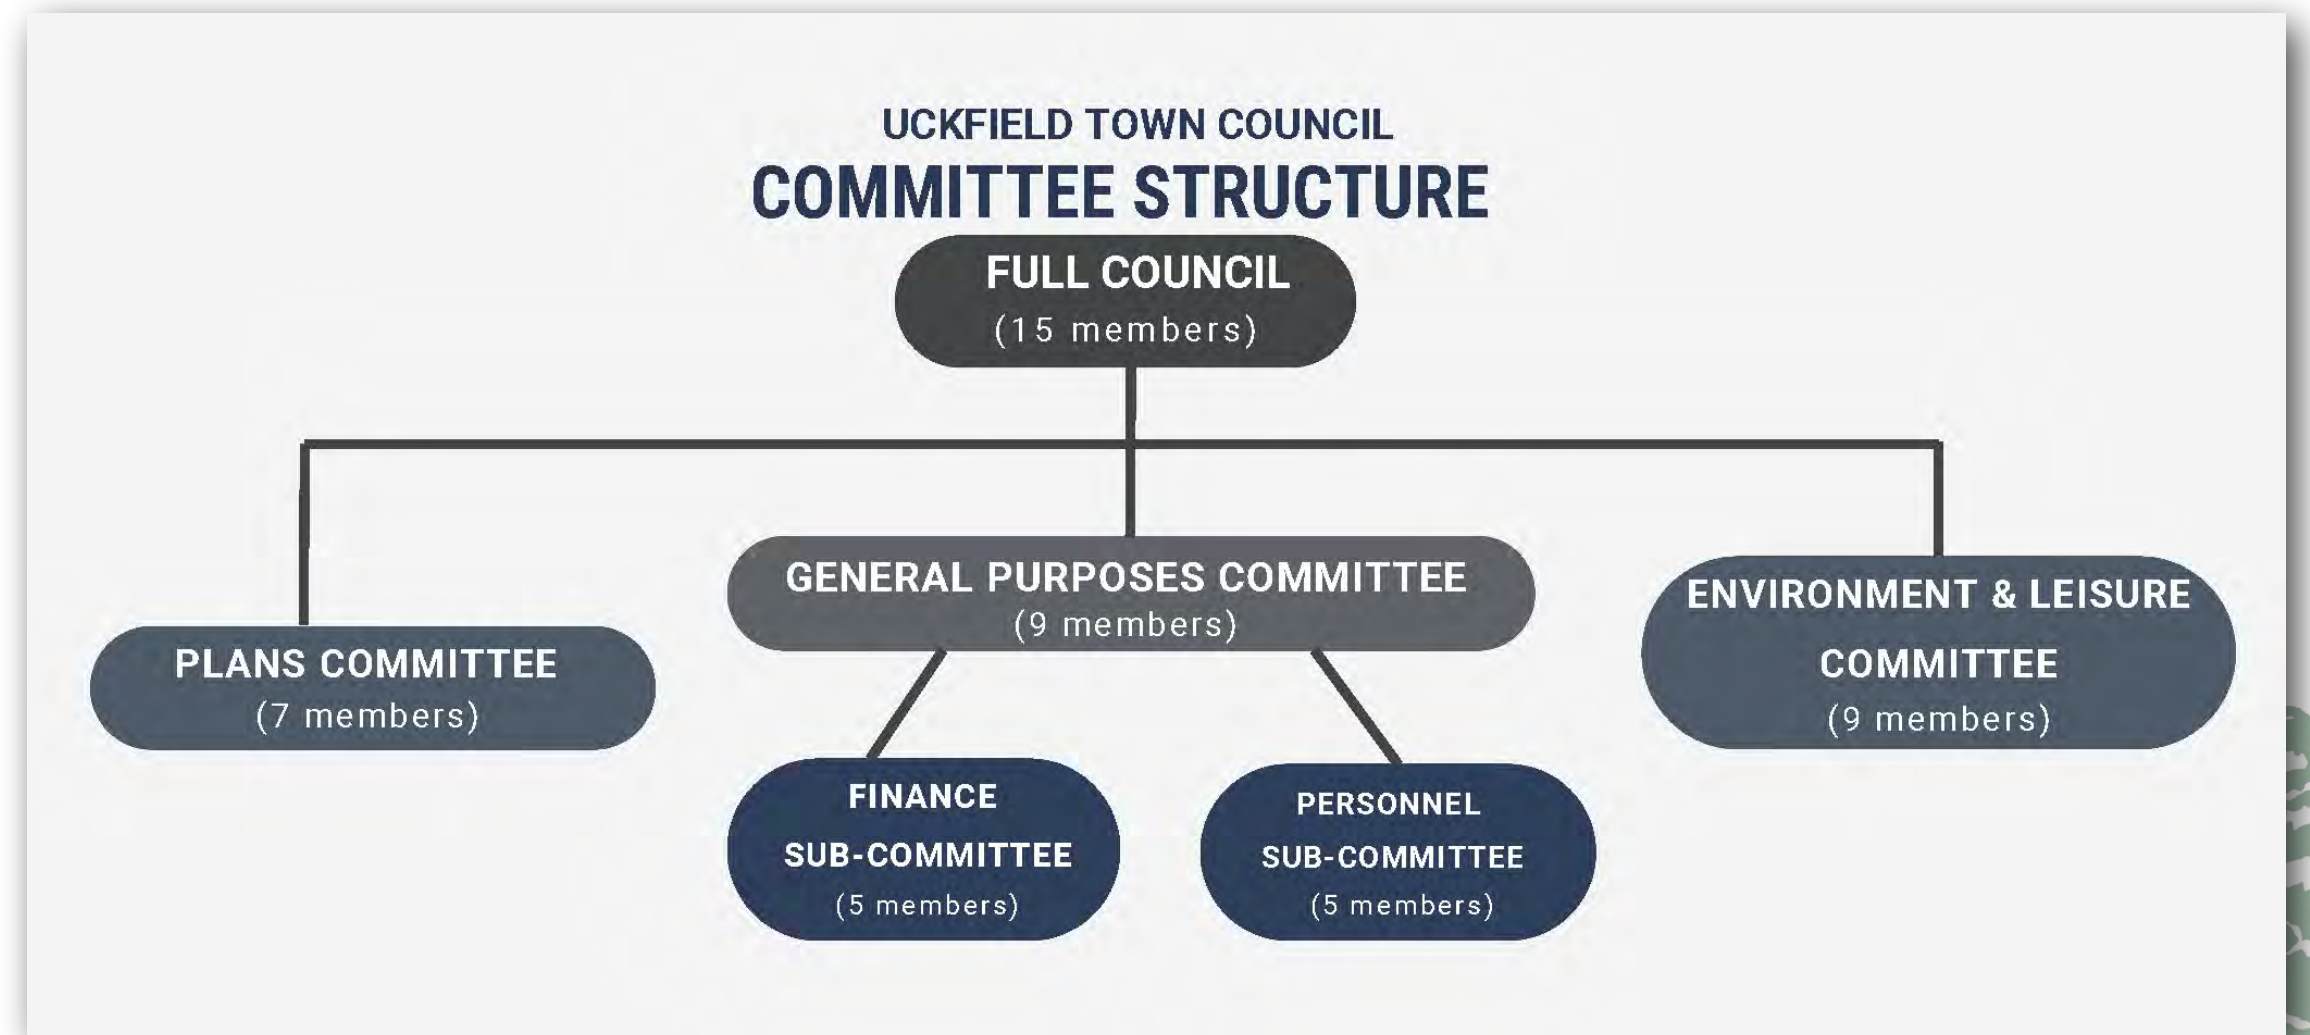 UCKFIELD TOWN COUNCIL
COMMITTEE STRUCTURE
FULL COUNCIL
(15 members)
GENERAL PURPOSES COMMITTEE
(9 members)
ENVIRONMENT & LEISURE
COMMITTEE
(9 members)
PLANS COMMITTEE
(7 members)
FINANCE
SUB-COMMITTEE
(5 members)
PERSONNEL
SUB-COMMITTEE
(5 members)